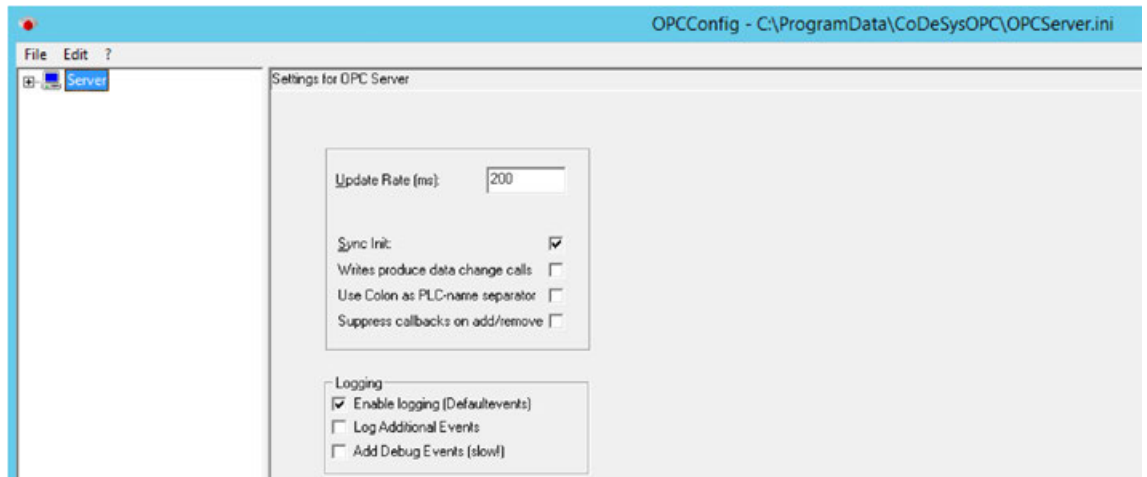 OPCConfig - C:\ProgramData\CoDeSysOPC\OPCServer.ini
File Edit ?
Server
Settings for OPC Server
Update Rate (ms): 200
Sync Init:
Writes produce data change calls
Use Colon as PLC-name separator
Suppress callbacks on add/remove
Logging
Enable logging (Defaultevents)
Log Additional Events
Add Debug Events (slow!)